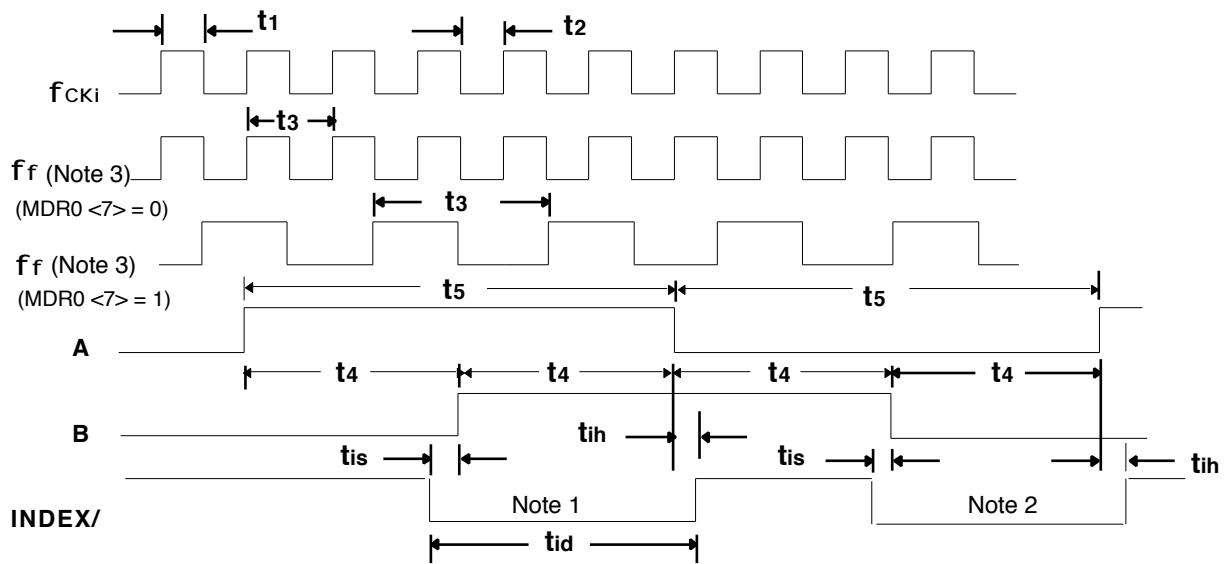 t1 t2
fCKi
t3
ff (Note 3)
(MDR0 <7> = 0)
t3
ff (Note 3)
(MDR0 <7> = 1)
t5 t5
A
t4 t4 t4 t4
B
tih
tis tis tih
Note 1 Note 2
INDEX/
tid